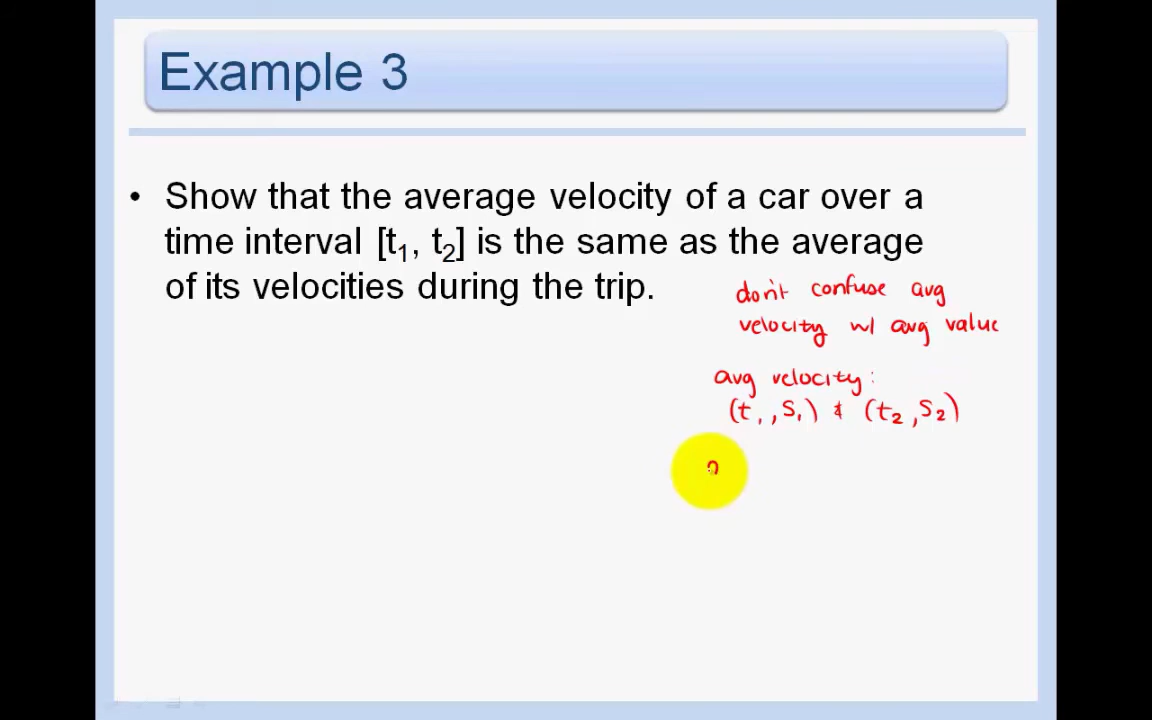 Example 3
• Show that the average velocity of a car over a
time interval [t₁, t₂] is the same as the average
of its velocities during the trip.
don't confuse avg
velocity w/ avg value
avg velocity:
(t₁, S₁) & (t₂, S₂)